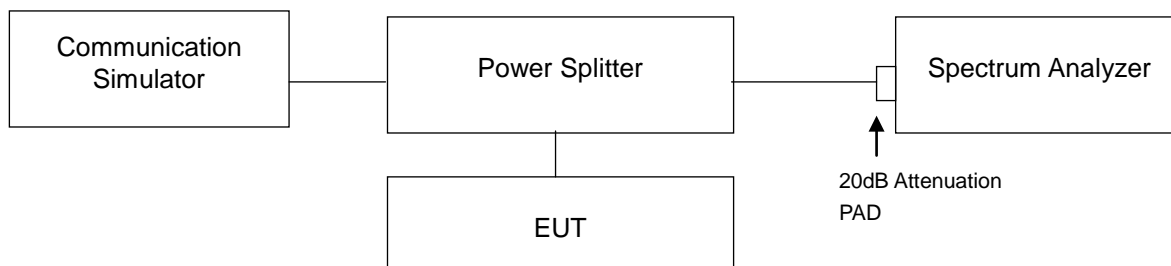 Communication
Simulator
Power Splitter
Spectrum Analyzer
20dB Attenuation
PAD
EUT